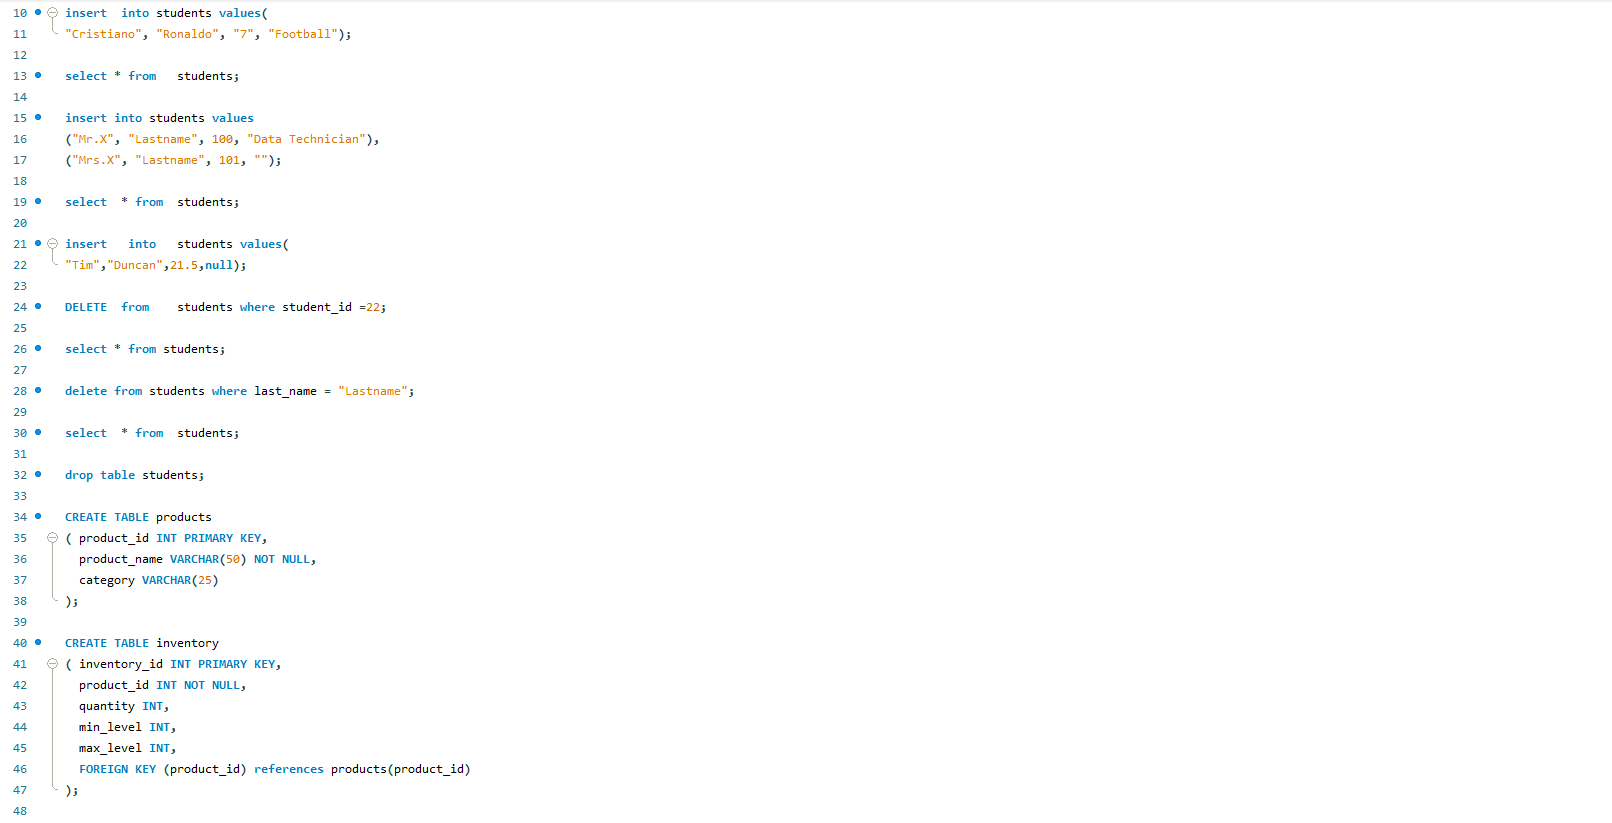 10 insert  into students values(
11 "Cristiano", "Ronaldo", "7", "Football");
12
13 select * from   students;
14
15 insert into students values
16 ("Mr.X", "Lastname", 100, "Data Technician"),
17 ("Mrs.X", "Lastname", 101, "");
18
19 select  * from  students;
20
21 insert   into   students values(
22 "Tim","Duncan",21.5,null);
23
24 DELETE  from    students where student_id =22;
25
26 select * from students;
27
28 delete from students where last_name = "Lastname";
29
30 select  * from  students;
31
32 drop table students;
33
34 CREATE TABLE products
35 ( product_id INT PRIMARY KEY,
36   product_name VARCHAR(50) NOT NULL,
37   category VARCHAR(25)
38 );
39
40 CREATE TABLE inventory
41 ( inventory_id INT PRIMARY KEY,
42   product_id INT NOT NULL,
43   quantity INT,
44   min_level INT,
45   max_level INT,
46   FOREIGN KEY (product_id) references products(product_id)
47 );
48